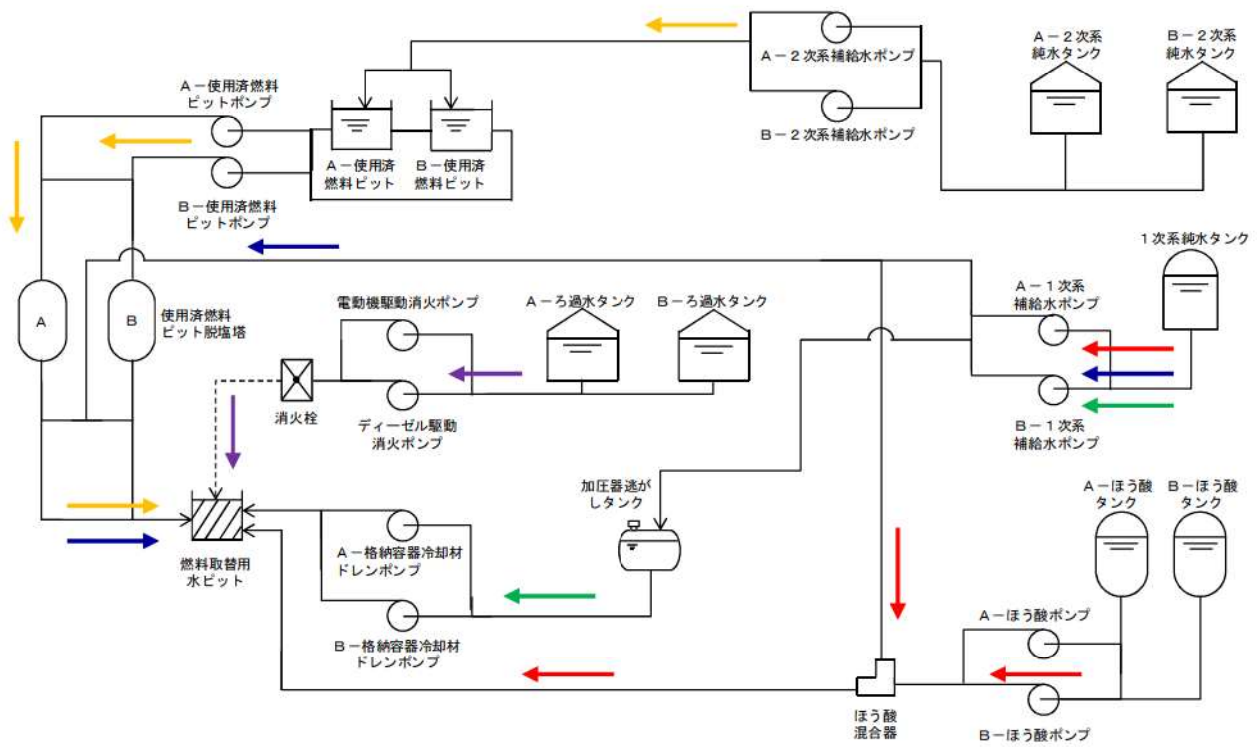 A-2次系補給水ポンプ
B-2次系補給水ポンプ
A-2次系
純水タンク
B-2次系
純水タンク
A-使用済燃料
ピットポンプ
B-使用済燃料
ピットポンプ
A-使用済
燃料ピット
B-使用済
燃料ピット
1次系純水タンク
A-1次系
補給水ポンプ
B-1次系
補給水ポンプ
A
B
使用済燃料
ピット脱塩塔
電動機駆動消火ポンプ
A-ろ過水タンク
B-ろ過水タンク
消火栓
ディーゼル駆動
消火ポンプ
加圧器逃が
しタンク
A-ほう酸
タンク
B-ほう酸
タンク
燃料取替用
水ピット
A-格納容器冷却材
ドレンポンプ
B-格納容器冷却材
ドレンポンプ
A-ほう酸ポンプ
B-ほう酸ポンプ
ほう酸
混合器